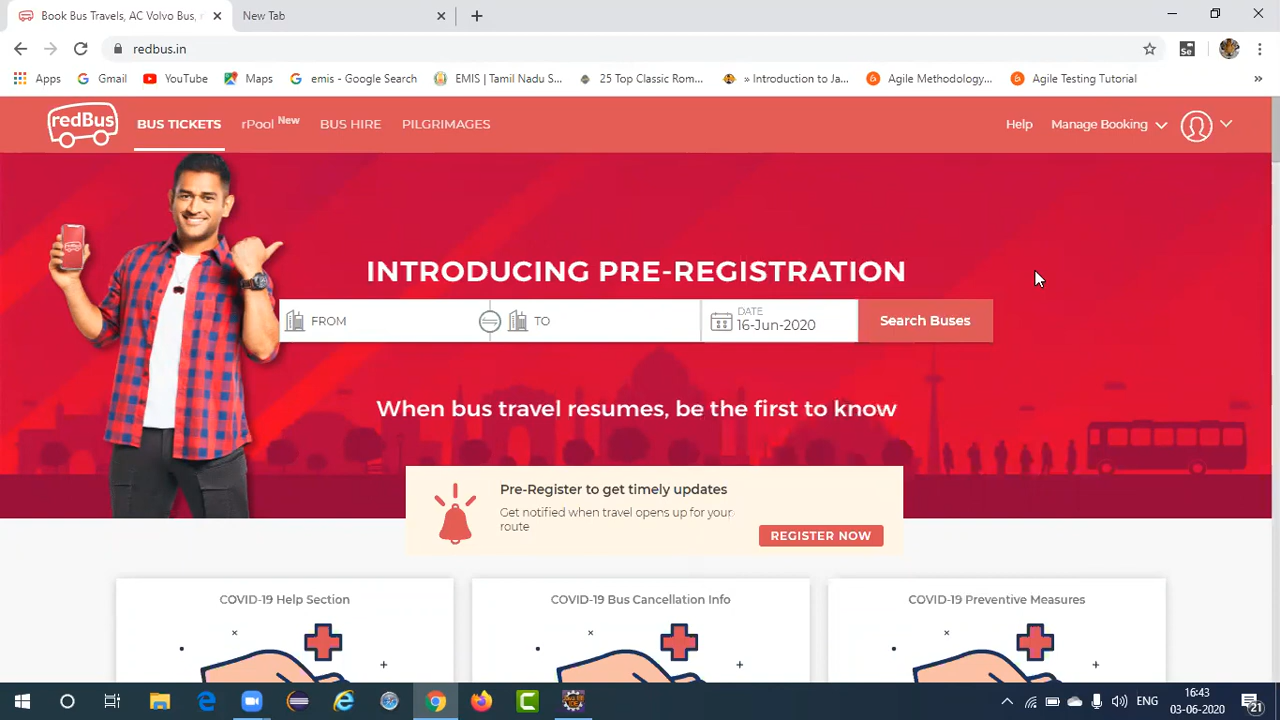 Book Bus Travels, AC Volvo Bus,
New Tab
redbus.in
Se
Apps
Gmail
YouTube
Maps
emis - Google Search
EMIS | Tamil Nadu S...
25 Top Classic Rom...
» Introduction to Ja...
Agile Methodology...
Agile Testing Tutorial
»
redBus
BUS TICKETS
rPool New
BUS HIRE
PILGRIMAGES
Help
Manage Booking
INTRODUCING PRE-REGISTRATION
FROM
TO
DATE
16-Jun-2020
Search Buses
When bus travel resumes, be the first to know
Pre-Register to get timely updates
Get notified when travel opens up for your
route
REGISTER NOW
COVID-19 Help Section
COVID-19 Bus Cancellation Info
COVID-19 Preventive Measures
ENG
16:43
03-06-2020
21